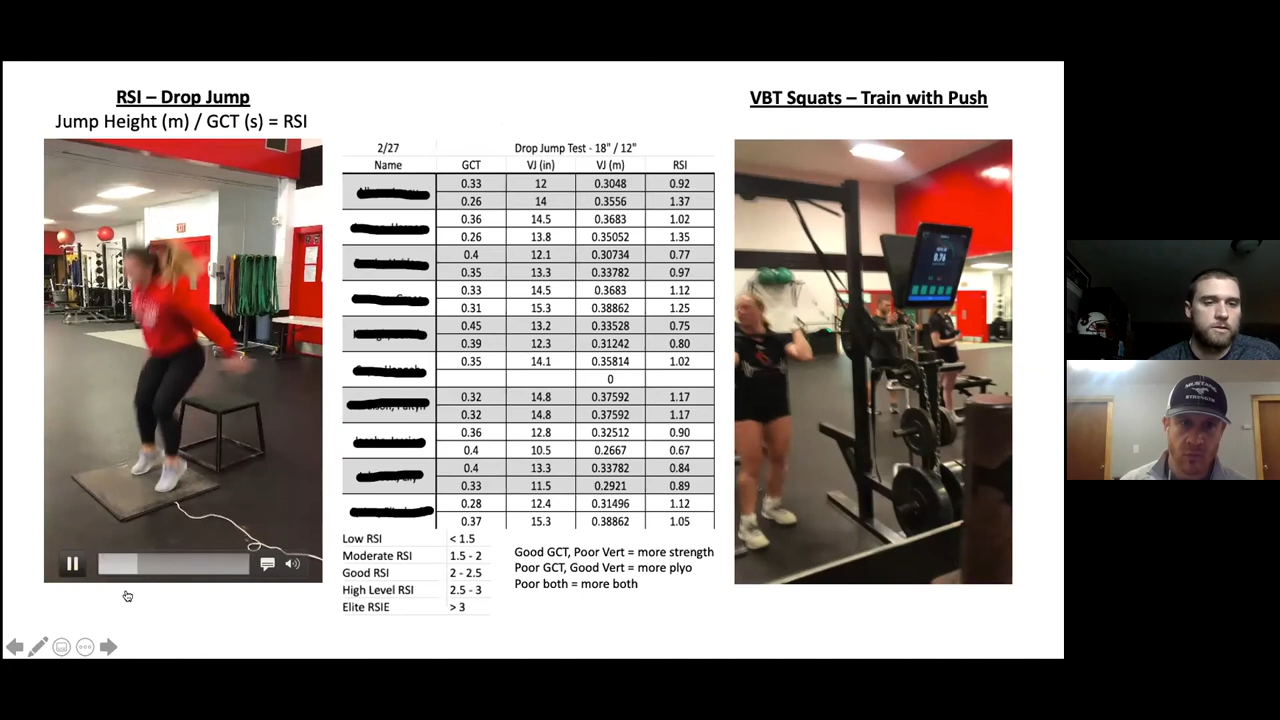 RSI – Drop Jump
Jump Height (m) / GCT (s) = RSI
VBT Squats – Train with Push
2/27 Drop Jump Test - 18" / 12"
Name GCT VJ (in) VJ (m) RSI
0.33 12 0.3048 0.92
0.26 14 0.3556 1.37
0.36 14.5 0.3683 1.02
0.26 13.8 0.35052 1.35
0.4 12.1 0.30734 0.77
0.35 13.3 0.33782 0.97
0.33 14.5 0.3683 1.12
0.31 15.3 0.38862 1.25
0.45 13.2 0.33528 0.75
0.39 12.3 0.31242 0.80
0.35 14.1 0.35814 1.02
0
0.32 14.8 0.37592 1.17
0.32 14.8 0.37592 1.17
0.36 12.8 0.32512 0.90
0.4 10.5 0.2667 0.67
0.4 13.3 0.33782 0.84
0.33 11.5 0.2921 0.89
0.28 12.4 0.31496 1.12
0.37 15.3 0.38862 1.05
Low RSI < 1.5
Moderate RSI 1.5 - 2
Good RSI 2 - 2.5
High Level RSI 2.5 - 3
Elite RSIE > 3
Good GCT, Poor Vert = more strength
Poor GCT, Good Vert = more plyo
Poor both = more both
EXIT
0.76
MUSTANG
STRENGTH